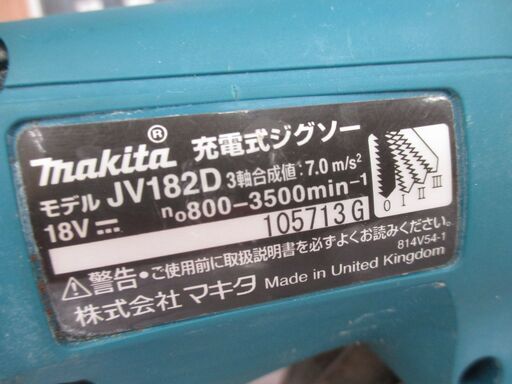 makita® 充電式ジグソー
モデル JV182D 3軸合成値:7.0 m/s²
18V⎓ n₀800-3500min-1
105713 G
O I II III
814V54-1
⚠警告・ご使用前に取扱説明書を必ずよくお読みください。
株式会社 マキタ Made in United Kingdom